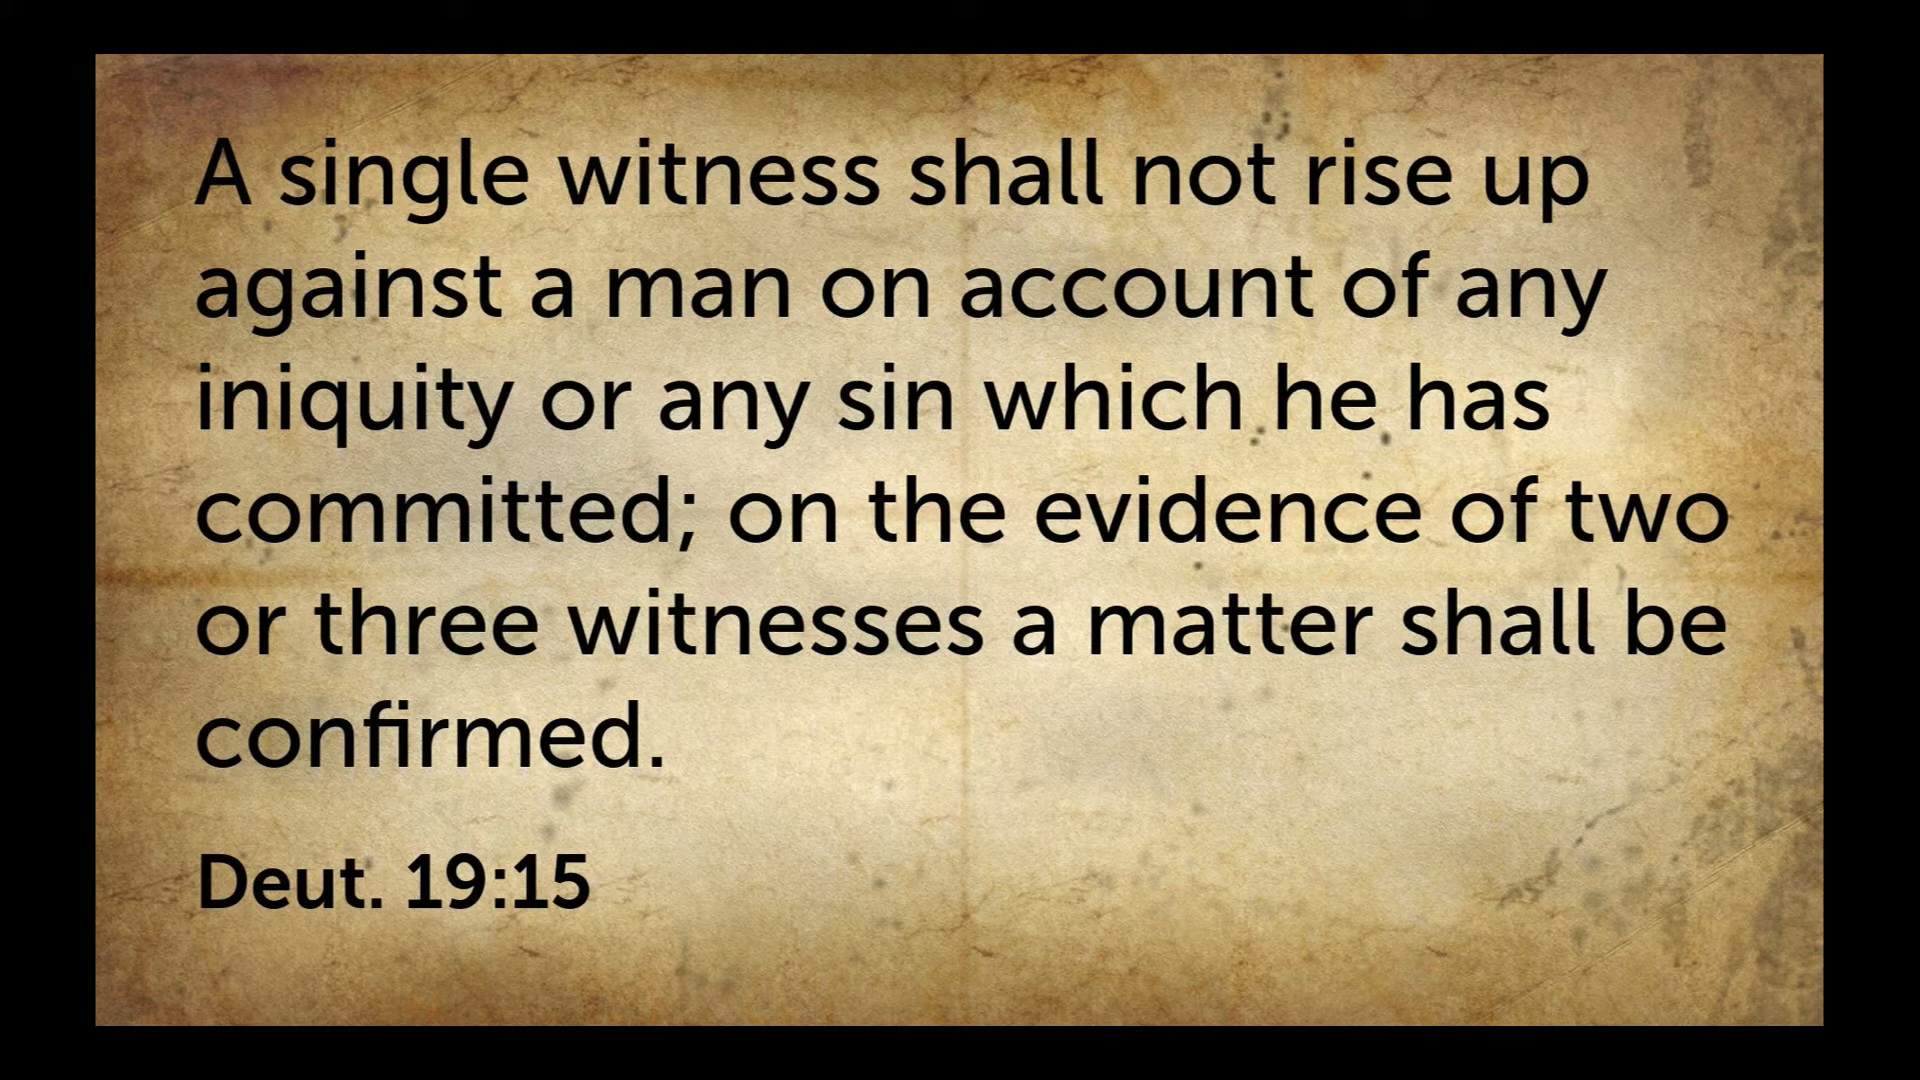 A single witness shall not rise up
against a man on account of any
iniquity or any sin which he has
committed; on the evidence of two
or three witnesses a matter shall be
confirmed.
Deut. 19:15